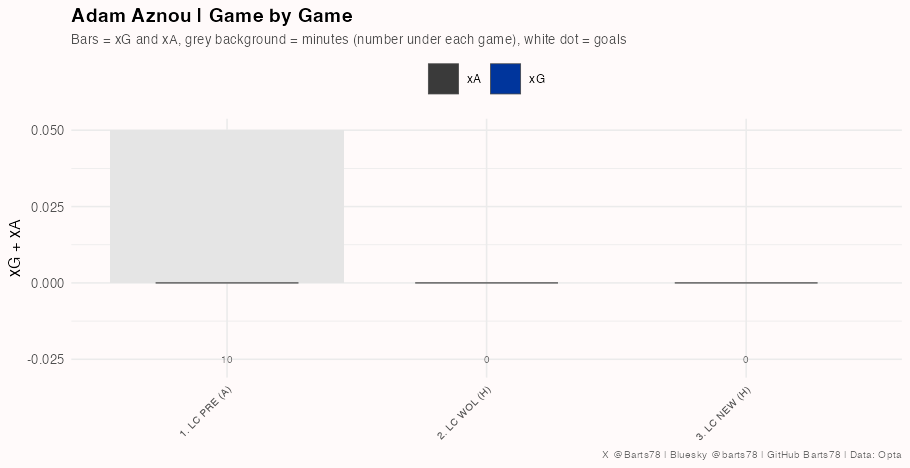 Adam Aznou | Game by Game
Bars = xG and xA, grey background = minutes (number under each game), white dot = goals
xA xG
xG + xA
0.050
0.025
0.000
-0.025
10 0 0
1. LC PRE (A) 2. LC WOL (H) 3. LC NEW (H)
X @Barts78 | Bluesky @barts78 | GitHub Barts78 | Data: Opta